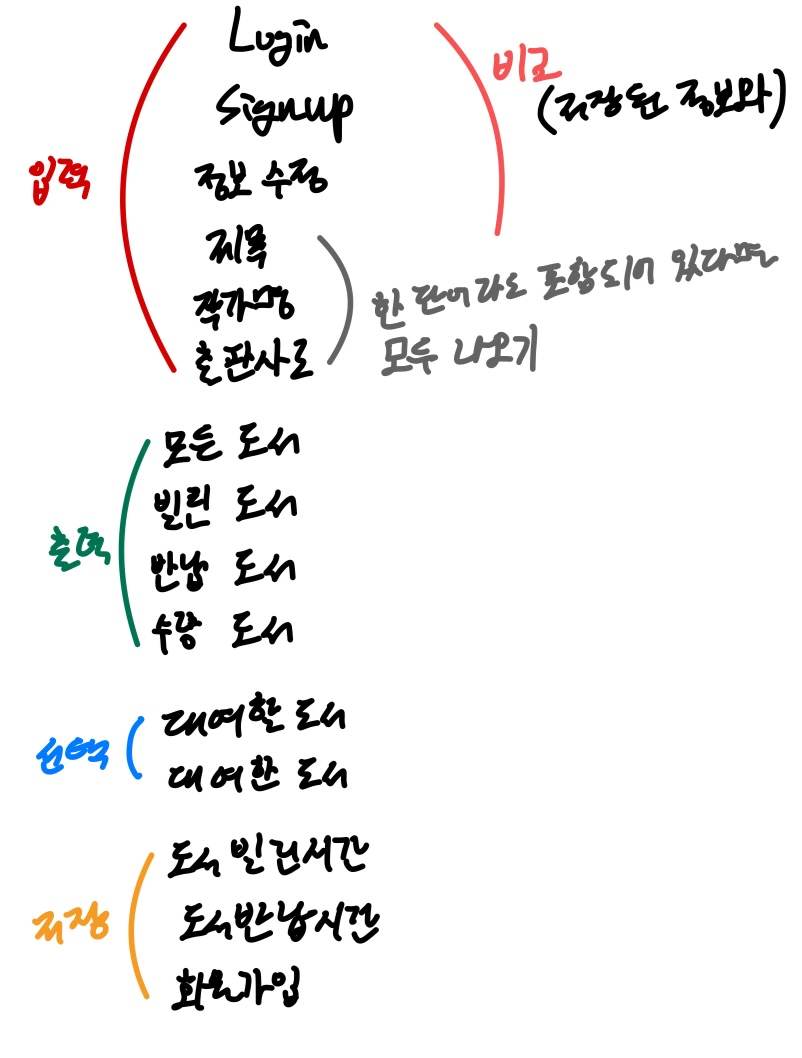 Login
비교
Signup
(저장된 정보와)
입력
정보 수정
제목
작가명
한 단어라도 포함되어 있다면
출판사로
모두 나오기
모든 도서
빌린 도서
출력
반납 도서
수량 도서
대여할 도서
선택
대여한 도서
도서 빌린시간
저장
도서반납시간
회원가입